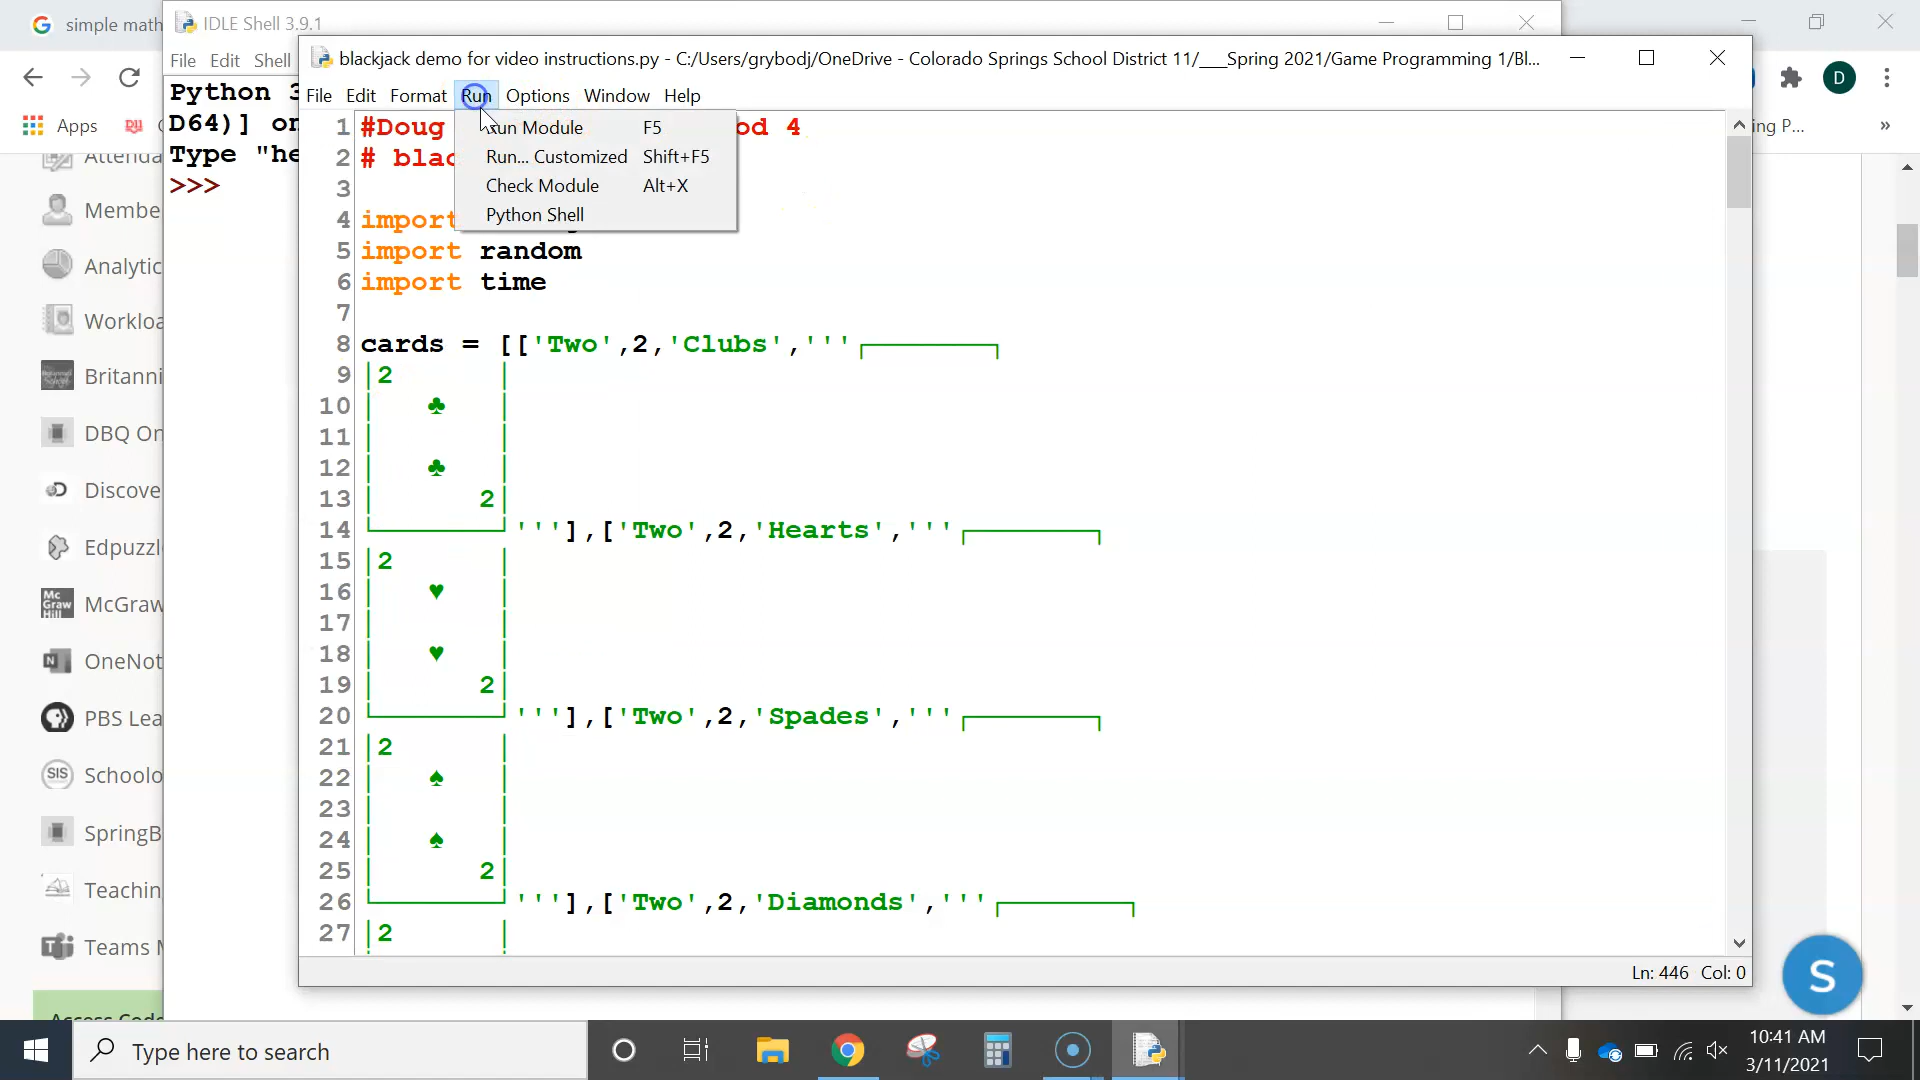 simple math
IDLE Shell 3.9.1
File Edit Shell
blackjack demo for video instructions.py - C:/Users/grybodj/OneDrive - Colorado Springs School District 11/___Spring 2021/Game Programming 1/Bl...
File Edit Format Run Options Window Help
Python 3
D64)] on
Type "he
>>>
D
Apps
ing P...
»
Run Module F5
Run... Customized Shift+F5
Check Module Alt+X
Python Shell
1 #Doug od 4
2 # blac
3
4 import
5 import random
6 import time
7
8 cards = [['Two',2,'Clubs','''┌────────┐
9 |2 |
10 | ♣ |
11 | |
12 | ♣ |
13 | 2|
14 └────────┘'''],['Two',2,'Hearts','''┌────────┐
15 |2 |
16 | ♥ |
17 | |
18 | ♥ |
19 | 2|
20 └────────┘'''],['Two',2,'Spades','''┌────────┐
21 |2 |
22 | ♠ |
23 | |
24 | ♠ |
25 | 2|
26 └────────┘'''],['Two',2,'Diamonds','''┌────────┐
27 |2 |
Ln: 446 Col: 0
Attenda
Membe
Analytic
Workloa
Britanni
DBQ On
Discove
Edpuzzl
McGraw
OneNot
PBS Lea
Schoolo
SpringB
Teachin
Teams M
Mc Graw Hill
SIS
S
Type here to search
10:41 AM
3/11/2021